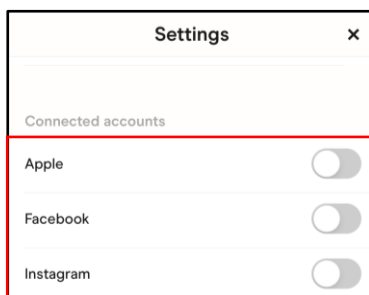 Settings ×
Connected accounts
Apple
Facebook
Instagram